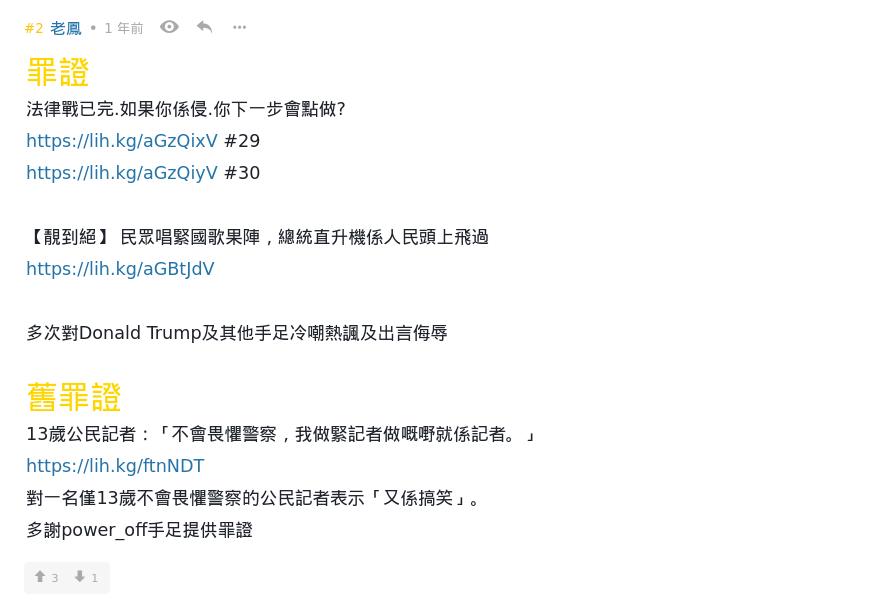 #2 老鳳 • 1 年前
罪證
法律戰已完.如果你係侵.你下一步會點做?
https://lih.kg/aGzQixV #29
https://lih.kg/aGzQiyV #30
【靚到絕】 民眾唱緊國歌果陣，總統直升機係人民頭上飛過
https://lih.kg/aGBtJdV
多次對Donald Trump及其他手足冷嘲熱諷及出言侮辱
舊罪證
13歲公民記者：「不會畏懼警察，我做緊記者做嘅嘢就係記者。」
https://lih.kg/ftnNDT
對一名僅13歲不會畏懼警察的公民記者表示「又係搞笑」。
多謝power_off手足提供罪證
3 1